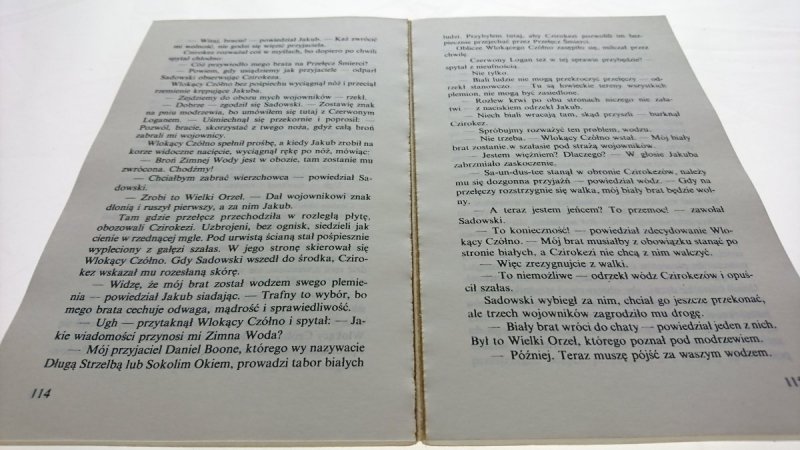 — Witaj, bracie! — powiedział Jakub. — Każ zwrócić
mi wolność, nie godzi się więzić przyjaciela.
Czirokez rozważał coś w myślach, bo dopiero po chwili
spytał chłodno:
— Cóż przywiodło mego brata na Przełęcz Śmierci?
— Powiem, gdy usiądziemy jak przyjaciele — odparł
Sadowski obserwując Czirokeza.
Wlokący Czółno bez pośpiechu wyciągnął nóż i przeciął
rzemienie krępujące Jakuba.
— Zejdziemy do obozu mych wojowników — rzekł.
— Dobrze — zgodził się Sadowski. — Zostawię znak
na pniu modrzewia, bo umówiłem się tutaj z Czerwonym
Loganem. — Uśmiechnął się przekornie i poprosił: —
Pozwól, bracie, skorzystać z twego noża, gdyż całą broń
zabrali mi wojownicy.
Wlokący Czółno spełnił prośbę, a kiedy Jakub zrobił na
korze widoczne nacięcie, wyciągnął rękę po nóż, mówiąc:
— Broń Zimnej Wody jest w obozie, tam zostanie mu
zwrócona. Chodźmy!
— Chciałbym zabrać wierzchowca — powiedział Sa-
dowski.
— Zrobi to Wielki Orzeł. — Dał wojownikowi znak
dłonią i ruszył pierwszy, a za nim Jakub.
Tam gdzie przełęcz przechodziła w rozległą płytę,
obozowali Czirokezi. Uzbrojeni, bez ognisk, siedzieli jak
cienie w rzednącej mgle. Pod urwistą ścianą stał pośpiesznie
wypleciony z gałęzi szałas. W jego stronę skierował się
Wlokący Czółno. Gdy Sadowski wszedł do środka, Cziro-
kez wskazał mu rozesłaną skórę.
— Widzę, że mój brat został wodzem swego plemie-
nia — powiedział Jakub siadając. — Trafny to wybór, bo
mego brata cechuje odwaga, mądrość i sprawiedliwość.
— Ugh — przytaknął Wlokący Czółno i spytał: — Ja-
kie wiadomości przynosi mi Zimna Woda?
— Mój przyjaciel Daniel Boone, którego wy nazywacie
Długą Strzelbą lub Sokolim Okiem, prowadzi tabor białych
114
ludzi. Przybyłem tutaj, aby Czirokezi pozwolili im bez-
piecznie przejechać przez Przełęcz Śmierci.
Oblicze Wlokącego Czółno zasępiło się, milczał przez
chwilę.
— Czerwony Logan też w tej sprawie przybędzie?
spytał z nieufnością.
— Nie tylko.
— Biali ludzie nie mogą przekroczyć przełęczy — od-
rzekł stanowczo. — Tu są łowieckie tereny wszystkich
plemion, nie mogą być zasiedlone.
— Rozlew krwi po obu stronach niczego nie zała-
twi — z naciskiem odrzekł Jakub.
— Niech biali wracają tam, skąd przyszli — burknął
Czirokez.
— Spróbujmy rozważyć ten problem, wodzu.
— Nie trzeba. — Wlokący Czółno wstał. — Mój biały
brat zostanie w szałasie pod strażą wojowników.
— Jestem więźniem? Dlaczego? — W głosie Jakuba
zabrzmiało zaskoczenie.
— Sa-un-dus-tee stanął w obronie Czirokezów, należy
mu się dozgonna przyjaźń — powiedział wódz. — Gdy na
przełęczy rozstrzygnie się walka, mój biały brat będzie wol-
ny.
— A teraz jestem jeńcem? To przemoc! — zawołał
Sadowski.
— To konieczność! — powiedział zdecydowanie Wlo-
kący Czółno. — Mój brat musiałby z obowiązku stanąć po
stronie białych, a Czirokezi nie chcą z nim walczyć.
— Więc zrezygnujcie z walki.
— To niemożliwe — odrzekł wódz Czirokezów i opuś-
cił szałas.
Sadowski wybiegł za nim, chciał go jeszcze przekonać,
ale trzech wojowników zagrodziło mu drogę.
— Biały brat wróci do chaty — powiedział jeden z nich.
Był to Wielki Orzeł, którego poznał pod modrzewiem.
— Później. Teraz muszę pójść za waszym wodzem.